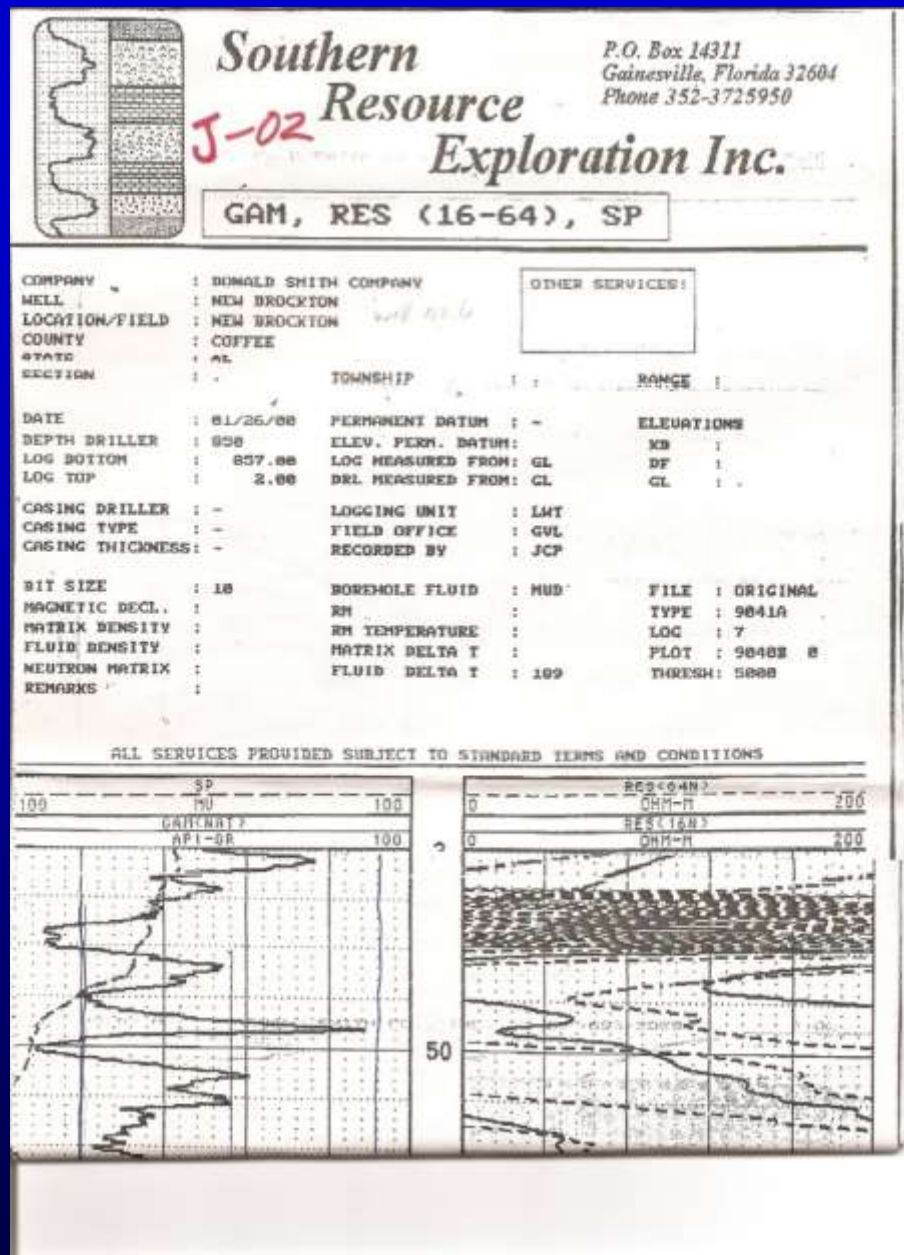 Southern
Resource
Exploration Inc.
P.O. Box 14311
Gainesville, Florida 32604
Phone 352-3725950
J-02
GAM, RES (16-64), SP
COMPANY : DONALD SMITH COMPANY
OTHER SERVICES:
WELL : NEW BROCKTON
LOCATION/FIELD : NEW BROCKTON
COUNTY : COFFEE
STATE : AL
SECTION : . TOWNSHIP : . RANGE :
DATE : 01/26/00 PERMANENT DATUM : - ELEVATIONS
DEPTH DRILLER : 850 ELEV. PERM. DATUM: KB :
LOG BOTTOM : 857.00 LOG MEASURED FROM: GL DF :
LOG TOP : 2.00 DRL MEASURED FROM: GL GL : .
CASING DRILLER : - LOGGING UNIT : LWT
CASING TYPE : - FIELD OFFICE : GVL
CASING THICKNESS: - RECORDED BY : JCP
BIT SIZE : 10 BOREHOLE FLUID : MUD FILE : ORIGINAL
MAGNETIC DECL. : RM : TYPE : 9041A
MATRIX DENSITY : RM TEMPERATURE : LOG : 7
FLUID DENSITY : MATRIX DELTA T : PLOT : 9040B 0
NEUTRON MATRIX : FLUID DELTA T : 189 THRESH: 5000
REMARKS :
ALL SERVICES PROVIDED SUBJECT TO STANDARD TERMS AND CONDITIONS
SP
100 MV 100
GAM(NAT)
API-GR 100
RES(64N)
0 OHM-M 200
RES(16N)
0 OHM-M 200
50